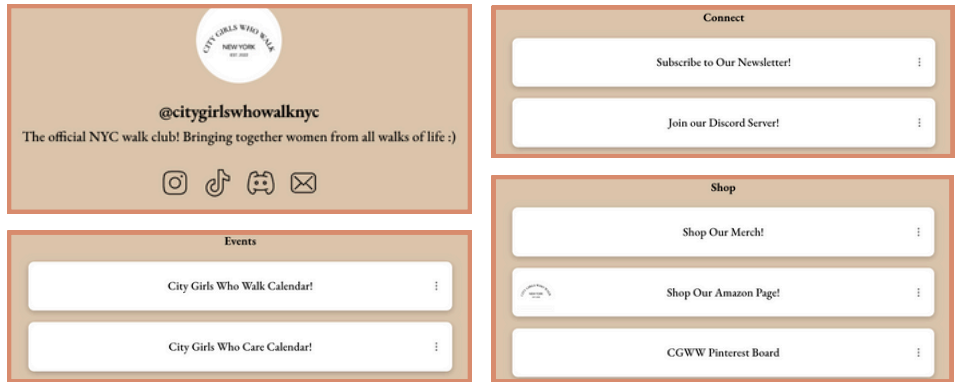 CITY GIRLS WHO WALK
NEW YORK
EST. 2022
@citygirlswhowalknyc
The official NYC walk club! Bringing together women from all walks of life :)
Events
City Girls Who Walk Calendar!
City Girls Who Care Calendar!
Connect
Subscribe to Our Newsletter!
Join our Discord Server!
Shop
Shop Our Merch!
Shop Our Amazon Page!
CGWW Pinterest Board